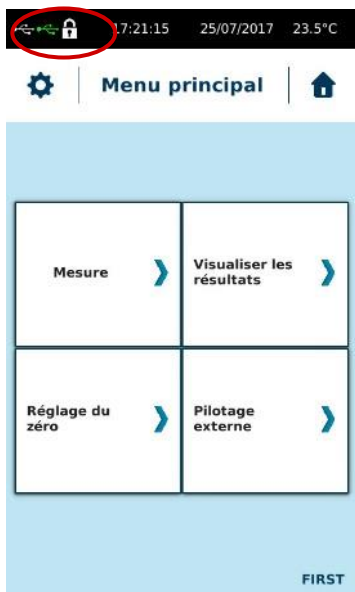 17:21:15 25/07/2017 23.5°C
Menu principal
Mesure
Visualiser les
résultats
Réglage du
zéro
Pilotage
externe
FIRST